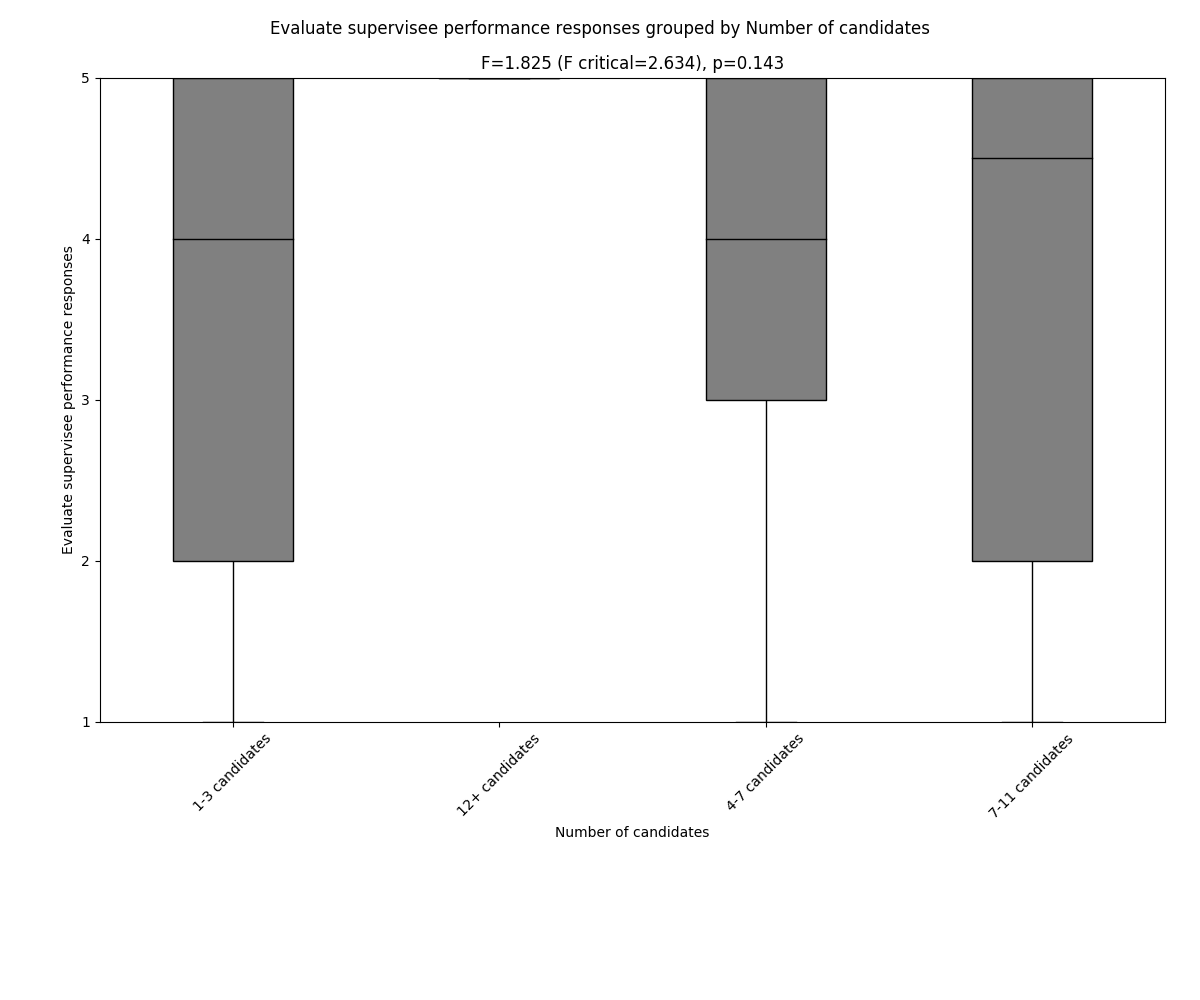 Evaluate supervisee performance responses grouped by Number of candidates
F=1.825 (F critical=2.634), p=0.143
5
4
3
2
1
Evaluate supervisee performance responses
1-3 candidates
12+ candidates
4-7 candidates
7-11 candidates
Number of candidates